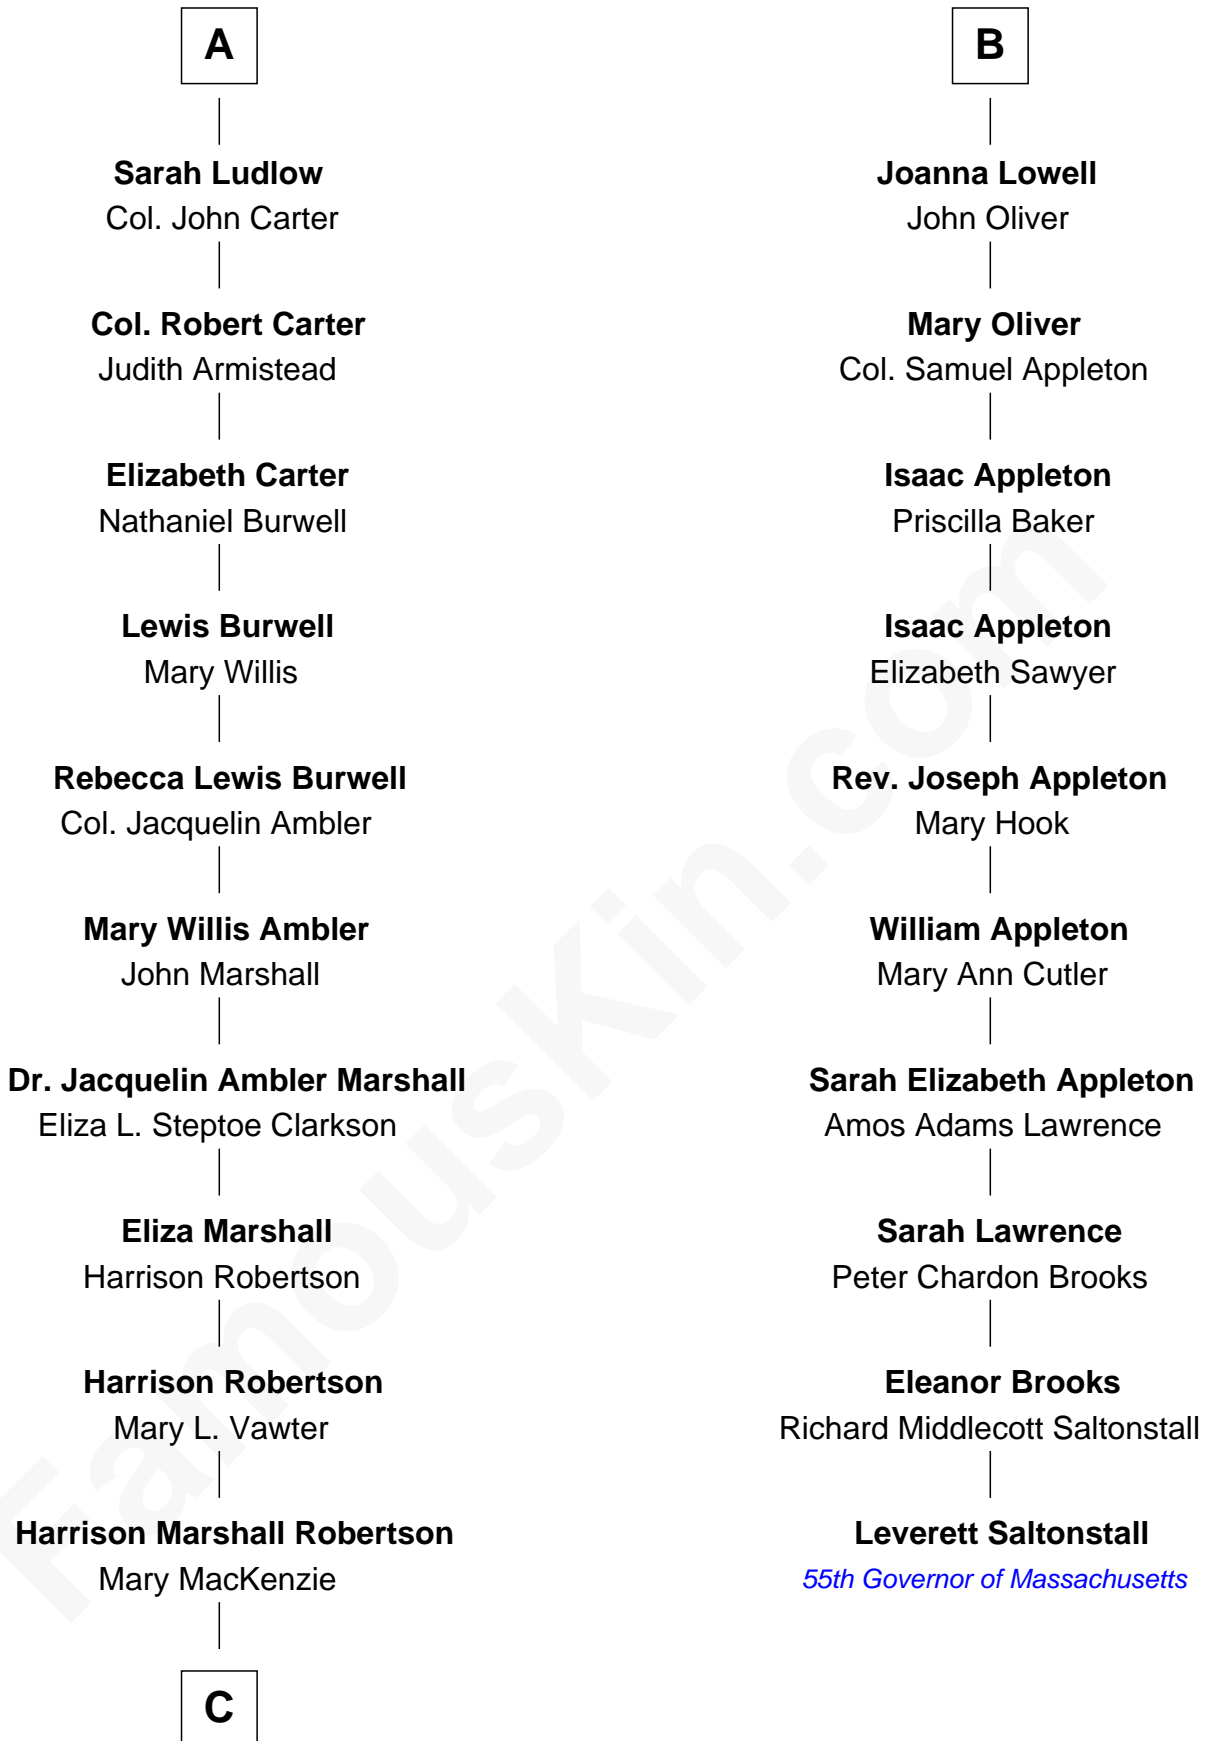 A
Sarah Ludlow
Col. John Carter
Col. Robert Carter
Judith Armistead
Elizabeth Carter
Nathaniel Burwell
Lewis Burwell
Mary Willis
Rebecca Lewis Burwell
Col. Jacquelin Ambler
Mary Willis Ambler
John Marshall
Dr. Jacquelin Ambler Marshall
Eliza L. Steptoe Clarkson
Eliza Marshall
Harrison Robertson
Harrison Robertson
Mary L. Vawter
Harrison Marshall Robertson
Mary MacKenzie
C
B
Joanna Lowell
John Oliver
Mary Oliver
Col. Samuel Appleton
Isaac Appleton
Priscilla Baker
Isaac Appleton
Elizabeth Sawyer
Rev. Joseph Appleton
Mary Hook
William Appleton
Mary Ann Cutler
Sarah Elizabeth Appleton
Amos Adams Lawrence
Sarah Lawrence
Peter Chardon Brooks
Eleanor Brooks
Richard Middlecott Saltonstall
Leverett Saltonstall
55th Governor of Massachusetts
FamousKin.com